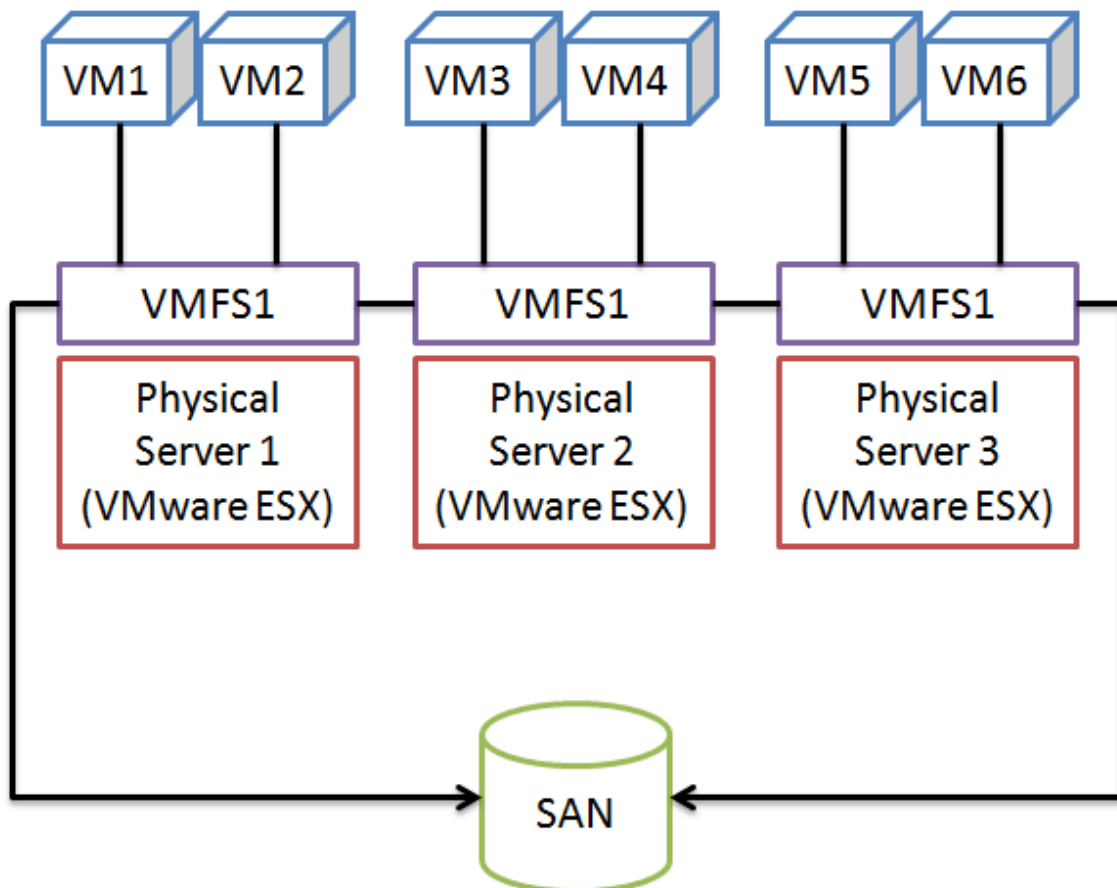 VM1
VM2
VM3
VM4
VM5
VM6
VMFS1
VMFS1
VMFS1
Physical
Server 1
(VMware ESX)
Physical
Server 2
(VMware ESX)
Physical
Server 3
(VMware ESX)
SAN